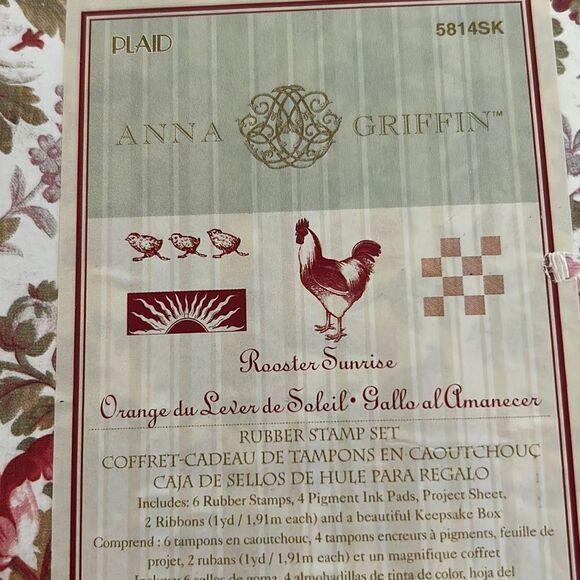 PLAID
5814SK
ANNA GRIFFIN™
Rooster Sunrise
Orange du Lever de Soleil • Gallo al Amanecer
RUBBER STAMP SET
COFFRET-CADEAU DE TAMPONS EN CAOUTCHOUC
CAJA DE SELLOS DE HULE PARA REGALO
Includes: 6 Rubber Stamps, 4 Pigment Ink Pads, Project Sheet,
2 Ribbons (1yd / 1,91m each) and a beautiful Keepsake Box
Comprend : 6 tampons en caoutchouc, 4 tampons encreurs à pigments, feuille de
projet, 2 rubans (1yd / 1,91m each) et un magnifique coffret
Incluye: 6 sellos de goma, 4 almohadillas de tinta de color, hoja del